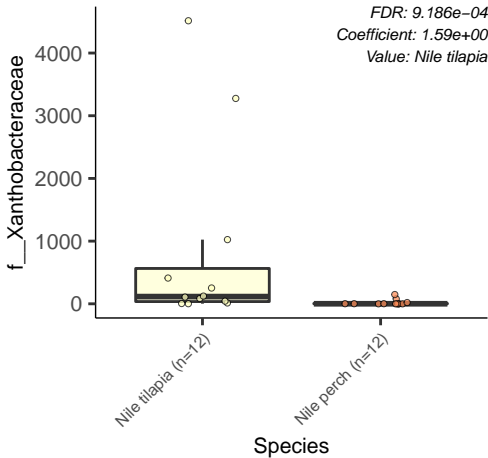 FDR: 9.186e−04
Coefficient: 1.59e+00
Value: Nile tilapia
f__Xanthobacteraceae
4000
3000
2000
1000
0
Nile tilapia (n=12)
Nile perch (n=12)
Species